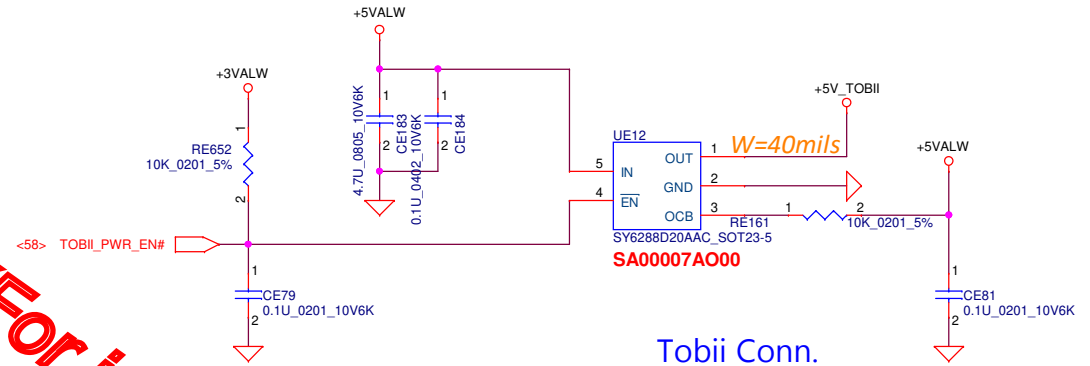 +5VALW
+3VALW
+5V_TOBII
+5VALW
1
RE652
10K_0201_5%
2
1
2
4.7U_0805_10V6K
CE183
1
2
0.1U_0402_10V6K
CE184
UE12
5
IN
4
EN
OUT
1
GND
2
OCB
3
W=40mils
SY6288D20AAC_SOT23-5
SA00007AO00
RE161
1
2
10K_0201_5%
<58>
TOBII_PWR_EN#
1
CE79
0.1U_0201_10V6K
2
1
CE81
0.1U_0201_10V6K
2
Tobii Conn.
For